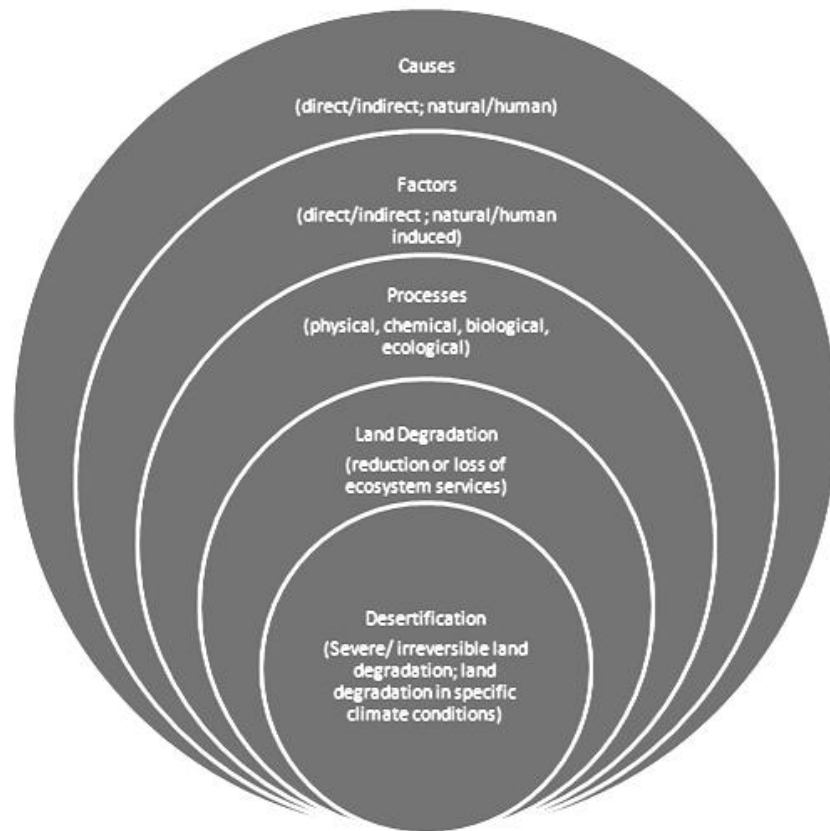 Causes
(direct/indirect; natural/human)
Factors
(direct/indirect ; natural/human
induced)
Processes
(physical, chemical, biological,
ecological)
Land Degradation
(reduction or loss of
ecosystem services)
Desertification
(Severe/ irreversible land
degradation; land
degradation in specific
climate conditions)